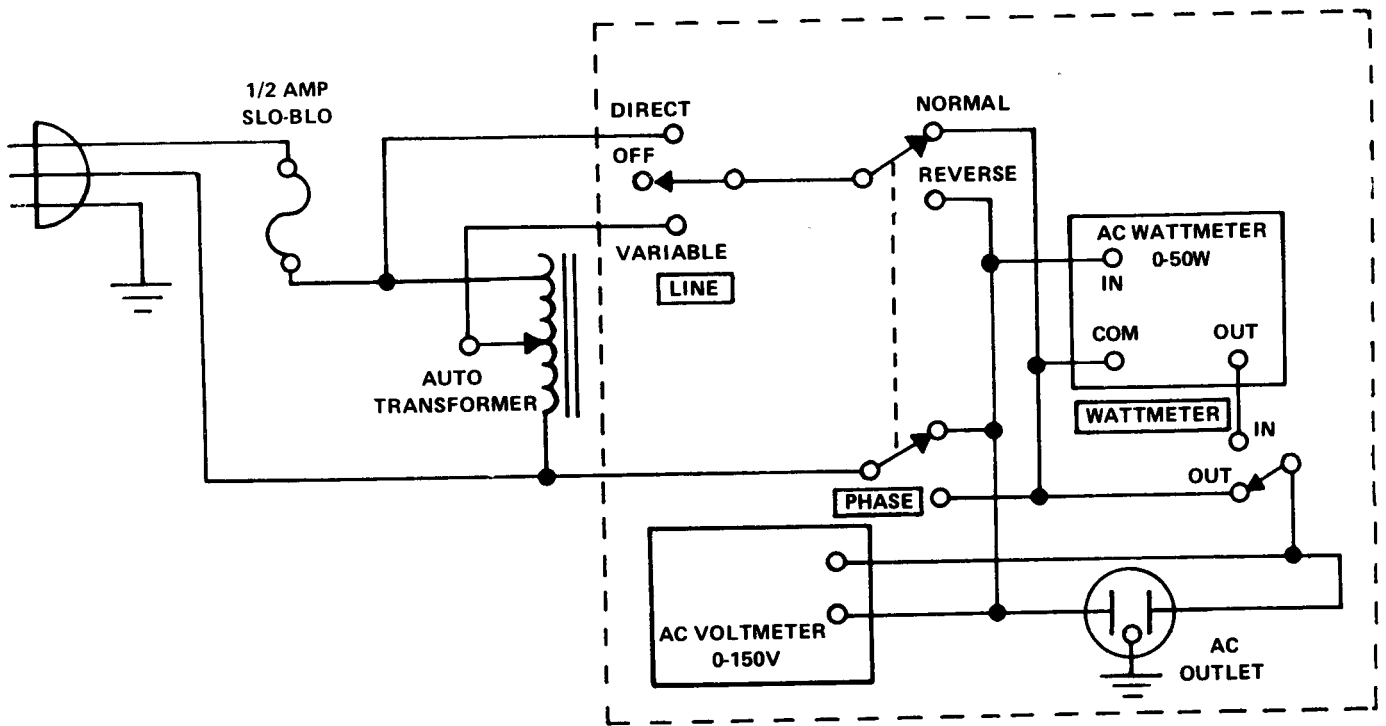 1/2 AMP
SLO-BLO
DIRECT
OFF
VARIABLE
LINE
NORMAL
REVERSE
AC WATTMETER
0-50W
IN
COM
OUT
WATTMETER
IN
OUT
AUTO
TRANSFORMER
PHASE
AC VOLTMETER
0-150V
AC
OUTLET